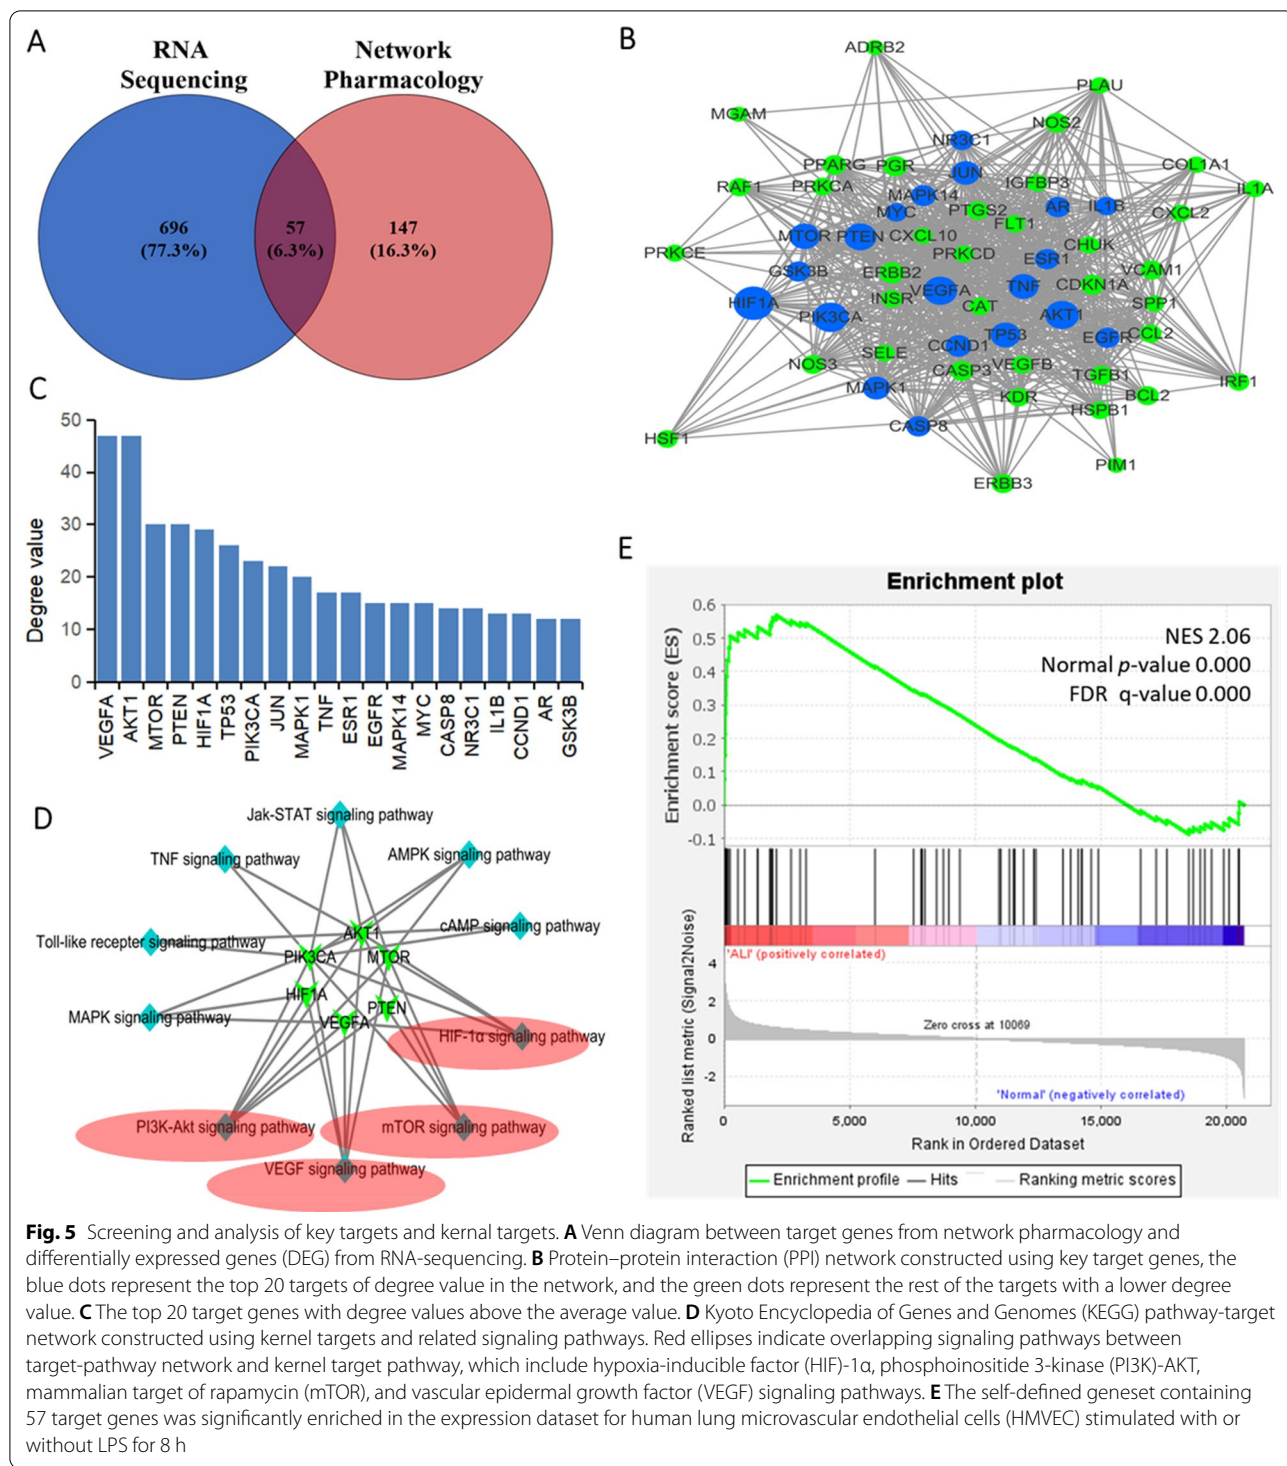 A
RNA
Sequencing
Network
Pharmacology
696
(77.3%)
57
(6.3%)
147
(16.3%)
B
ADRB2
PLAU
MGAM
NOS2
NR3C1
PPARG
PGR
JUN
COL1A1
RAF1
PRKCA
MAPK14
IGFBP3
IL1A
MYC
PTGS2
AR
IL1B
CXCL2
MTOR
PTEN
CXCL10
FLT1
CHUK
PRKCE
PRKCD
ESR1
GSK3B
ERBB2
VCAM1
HIF1A
INSR
VEGFA
TNF
CDKN1A
CAT
SPP1
PIK3CA
AKT1
TP53
CCND1
EGFR
CCL2
NOS3
SELE
CASP3
VEGFB
TGFB1
IRF1
MAPK1
KDR
BCL2
HSPB1
CASP8
HSF1
PIM1
ERBB3
C
Degree value
50
40
30
20
10
0
VEGFA
AKT1
MTOR
PTEN
HIF1A
TP53
PIK3CA
JUN
MAPK1
TNF
ESR1
EGFR
MAPK14
MYC
CASP8
NR3C1
IL1B
CCND1
AR
GSK3B
D
Jak-STAT signaling pathway
TNF signaling pathway
AMPK signaling pathway
cAMP signaling pathway
Toll-like recepter signaling pathway
AKT1
PIK3CA
MTOR
HIF1A
PTEN
VEGFA
MAPK signaling pathway
HIF-1α signaling pathway
PI3K-Akt signaling pathway
mTOR signaling pathway
VEGF signaling pathway
E
Enrichment plot
NES 2.06
Normal p-value 0.000
FDR q-value 0.000
Enrichment score (ES)
0.6
0.5
0.4
0.3
0.2
0.1
0.0
-0.1
'ALI' (positively correlated)
Ranked list metric (Signal2Noise)
4
2
0
-2
Zero cross at 10069
'Normal' (negatively correlated)
0
5,000
10,000
15,000
20,000
Rank in Ordered Dataset
Enrichment profile
Hits
Ranking metric scores
Fig. 5 Screening and analysis of key targets and kernal targets. A Venn diagram between target genes from network pharmacology and
differentially expressed genes (DEG) from RNA-sequencing. B Protein–protein interaction (PPI) network constructed using key target genes, the
blue dots represent the top 20 targets of degree value in the network, and the green dots represent the rest of the targets with a lower degree
value. C The top 20 target genes with degree values above the average value. D Kyoto Encyclopedia of Genes and Genomes (KEGG) pathway-target
network constructed using kernel targets and related signaling pathways. Red ellipses indicate overlapping signaling pathways between
target-pathway network and kernel target pathway, which include hypoxia-inducible factor (HIF)-1α, phosphoinositide 3-kinase (PI3K)-AKT,
mammalian target of rapamycin (mTOR), and vascular epidermal growth factor (VEGF) signaling pathways. E The self-defined geneset containing
57 target genes was significantly enriched in the expression dataset for human lung microvascular endothelial cells (HMVEC) stimulated with or
without LPS for 8 h